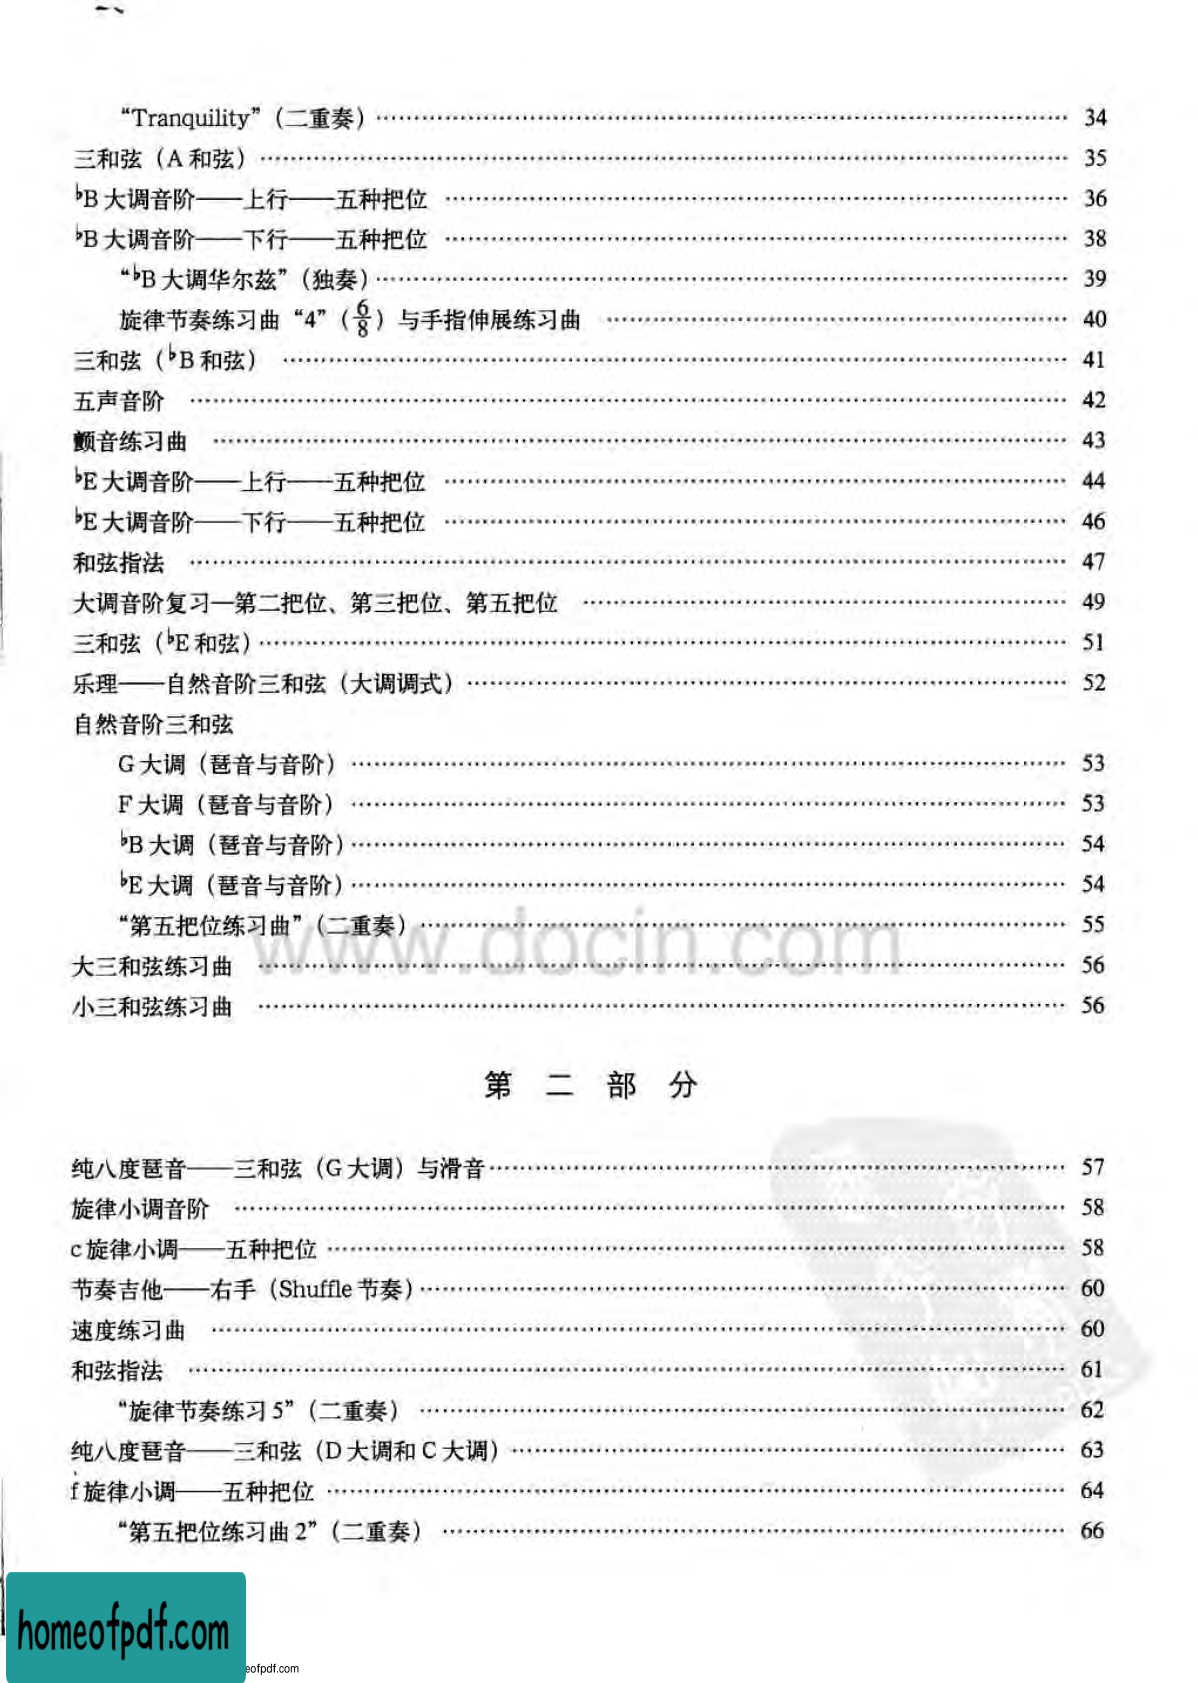 “Tranquility”（二重奏） …… 34
三和弦（A 和弦） …… 35
♭B 大调音阶——上行——五种把位 …… 36
♭B 大调音阶——下行——五种把位 …… 38
“♭B 大调华尔兹”（独奏） …… 39
旋律节奏练习曲“4”（6/8）与手指伸展练习曲 …… 40
三和弦（♭B 和弦） …… 41
五声音阶 …… 42
颤音练习曲 …… 43
♭E 大调音阶——上行——五种把位 …… 44
♭E 大调音阶——下行——五种把位 …… 46
和弦指法 …… 47
大调音阶复习—第二把位、第三把位、第五把位 …… 49
三和弦（♭E 和弦） …… 51
乐理——自然音阶三和弦（大调调式） …… 52
自然音阶三和弦
G 大调（琶音与音阶） …… 53
F 大调（琶音与音阶） …… 53
♭B 大调（琶音与音阶） …… 54
♭E 大调（琶音与音阶） …… 54
“第五把位练习曲”（二重奏） …… 55
www.docin.com
大三和弦练习曲 …… 56
小三和弦练习曲 …… 56
第 二 部 分
纯八度琶音——三和弦（G 大调）与滑音 …… 57
旋律小调音阶 …… 58
c 旋律小调——五种把位 …… 58
节奏吉他——右手（Shuffle 节奏） …… 60
速度练习曲 …… 60
和弦指法 …… 61
“旋律节奏练习 5”（二重奏） …… 62
纯八度琶音——三和弦（D 大调和 C 大调） …… 63
f 旋律小调——五种把位 …… 64
“第五把位练习曲 2”（二重奏） …… 66
homeofpdf.com
eofpdf.com